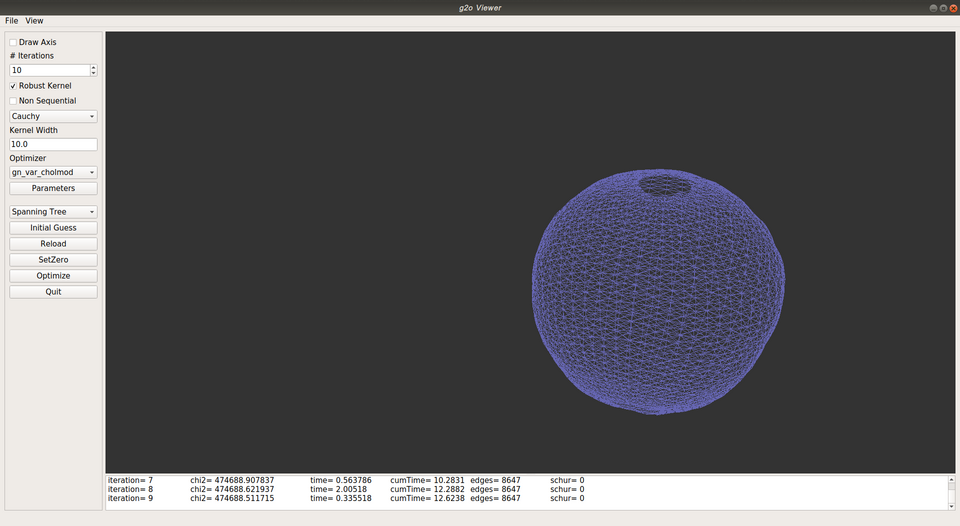 g2o Viewer
File View
Draw Axis
# Iterations
10
Robust Kernel
Non Sequential
Cauchy
Kernel Width
10.0
Optimizer
gn_var_cholmod
Parameters
Spanning Tree
Initial Guess
Reload
SetZero
Optimize
Quit
iteration= 7 chi2= 474688.907837 time= 0.563786 cumTime= 10.2831 edges= 8647 schur= 0
iteration= 8 chi2= 474688.621937 time= 2.00518 cumTime= 12.2882 edges= 8647 schur= 0
iteration= 9 chi2= 474688.511715 time= 0.335518 cumTime= 12.6238 edges= 8647 schur= 0